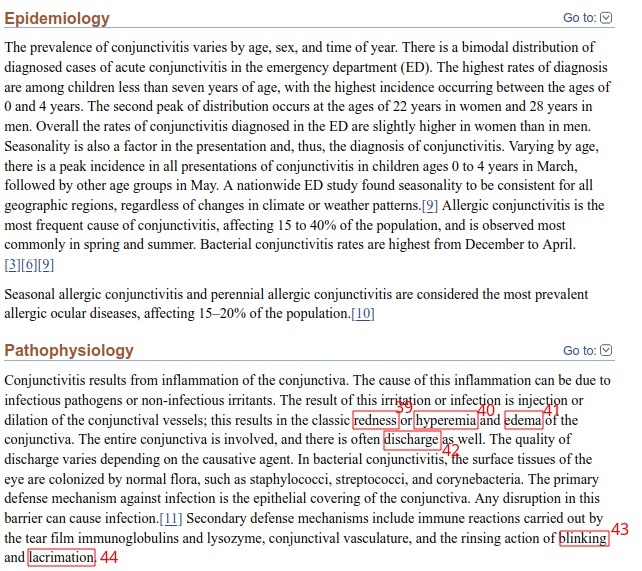 Epidemiology Go to:
The prevalence of conjunctivitis varies by age, sex, and time of year. There is a bimodal distribution of
diagnosed cases of acute conjunctivitis in the emergency department (ED). The highest rates of diagnosis
are among children less than seven years of age, with the highest incidence occurring between the ages of
0 and 4 years. The second peak of distribution occurs at the ages of 22 years in women and 28 years in
men. Overall the rates of conjunctivitis diagnosed in the ED are slightly higher in women than in men.
Seasonality is also a factor in the presentation and, thus, the diagnosis of conjunctivitis. Varying by age,
there is a peak incidence in all presentations of conjunctivitis in children ages 0 to 4 years in March,
followed by other age groups in May. A nationwide ED study found seasonality to be consistent for all
geographic regions, regardless of changes in climate or weather patterns.[9] Allergic conjunctivitis is the
most frequent cause of conjunctivitis, affecting 15 to 40% of the population, and is observed most
commonly in spring and summer. Bacterial conjunctivitis rates are highest from December to April.
[3][6][9]
Seasonal allergic conjunctivitis and perennial allergic conjunctivitis are considered the most prevalent
allergic ocular diseases, affecting 15–20% of the population.[10]
Pathophysiology Go to:
Conjunctivitis results from inflammation of the conjunctiva. The cause of this inflammation can be due to
infectious pathogens or non-infectious irritants. The result of this irritation or infection is injection or
39 40 41
dilation of the conjunctival vessels; this results in the classic redness or hyperemia and edema of the
conjunctiva. The entire conjunctiva is involved, and there is often discharge as well. The quality of
42
discharge varies depending on the causative agent. In bacterial conjunctivitis, the surface tissues of the
eye are colonized by normal flora, such as staphylococci, streptococci, and corynebacteria. The primary
defense mechanism against infection is the epithelial covering of the conjunctiva. Any disruption in this
barrier can cause infection.[11] Secondary defense mechanisms include immune reactions carried out by
the tear film immunoglobulins and lysozyme, conjunctival vasculature, and the rinsing action of blinking 43
and lacrimation. 44